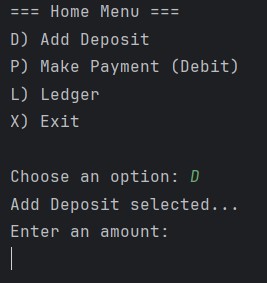 === Home Menu ===
D) Add Deposit
P) Make Payment (Debit)
L) Ledger
X) Exit
Choose an option: D
Add Deposit selected...
Enter an amount: